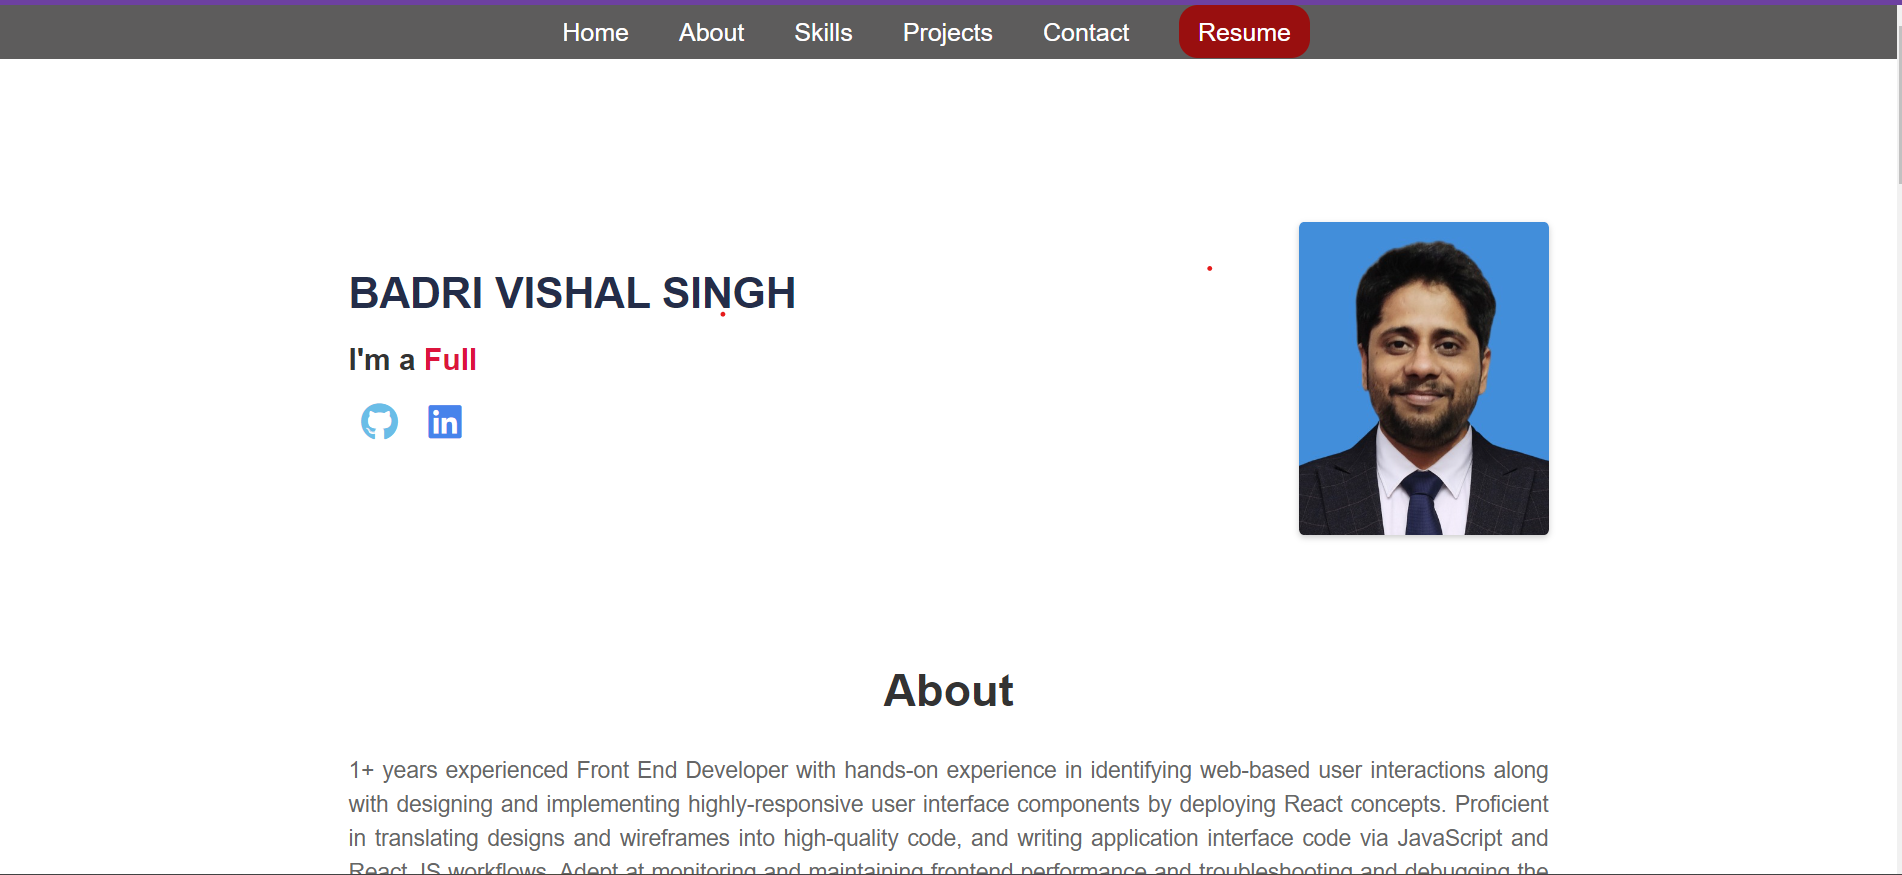 Home About Skills Projects Contact Resume
BADRI VISHAL SINGH
I'm a Full
in
About
1+ years experienced Front End Developer with hands-on experience in identifying web-based user interactions along
with designing and implementing highly-responsive user interface components by deploying React concepts. Proficient
in translating designs and wireframes into high-quality code, and writing application interface code via JavaScript and
React JS workflows. Adept at monitoring and maintaining frontend performance and troubleshooting and debugging the